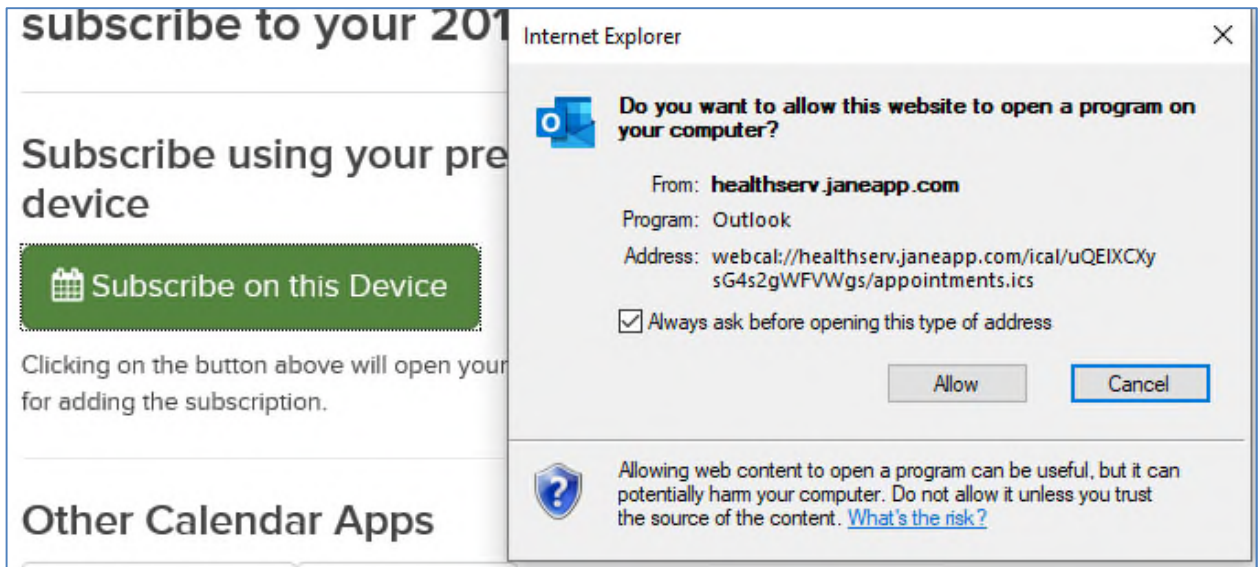 subscribe to your 201
Subscribe using your pre
device
Subscribe on this Device
Clicking on the button above will open your
for adding the subscription.
Other Calendar Apps
Internet Explorer
Do you want to allow this website to open a program on
your computer?
From: healthserv.janeapp.com
Program: Outlook
Address: webcal://healthserv.janeapp.com/ical/uQEIXCXy
sG4s2gWFVWgs/appointments.ics
Always ask before opening this type of address
Allow
Cancel
Allowing web content to open a program can be useful, but it can
potentially harm your computer. Do not allow it unless you trust
the source of the content. What's the risk?